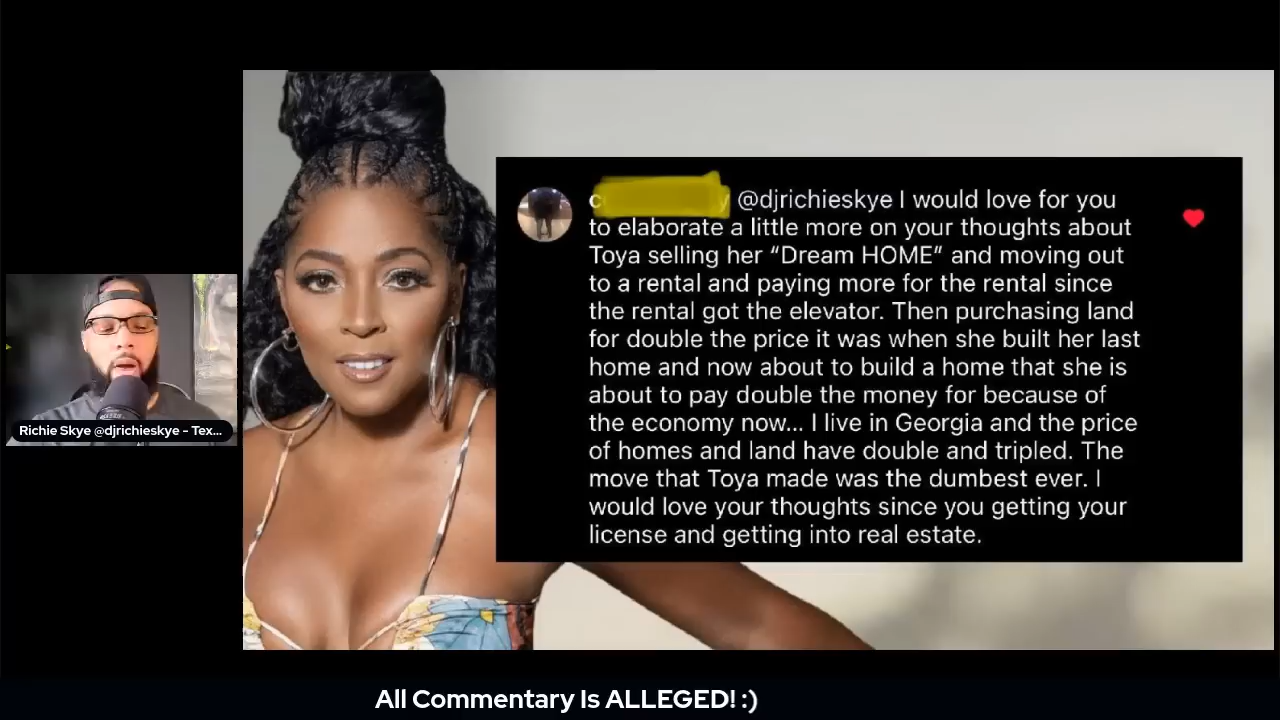 @djrichieskye I would love for you
to elaborate a little more on your thoughts about
Toya selling her “Dream HOME” and moving out
to a rental and paying more for the rental since
the rental got the elevator. Then purchasing land
for double the price it was when she built her last
home and now about to build a home that she is
about to pay double the money for because of
the economy now... I live in Georgia and the price
of homes and land have double and tripled. The
move that Toya made was the dumbest ever. I
would love your thoughts since you getting your
license and getting into real estate.
Richie Skye @djrichieskye - Tex...
All Commentary Is ALLEGED! :)